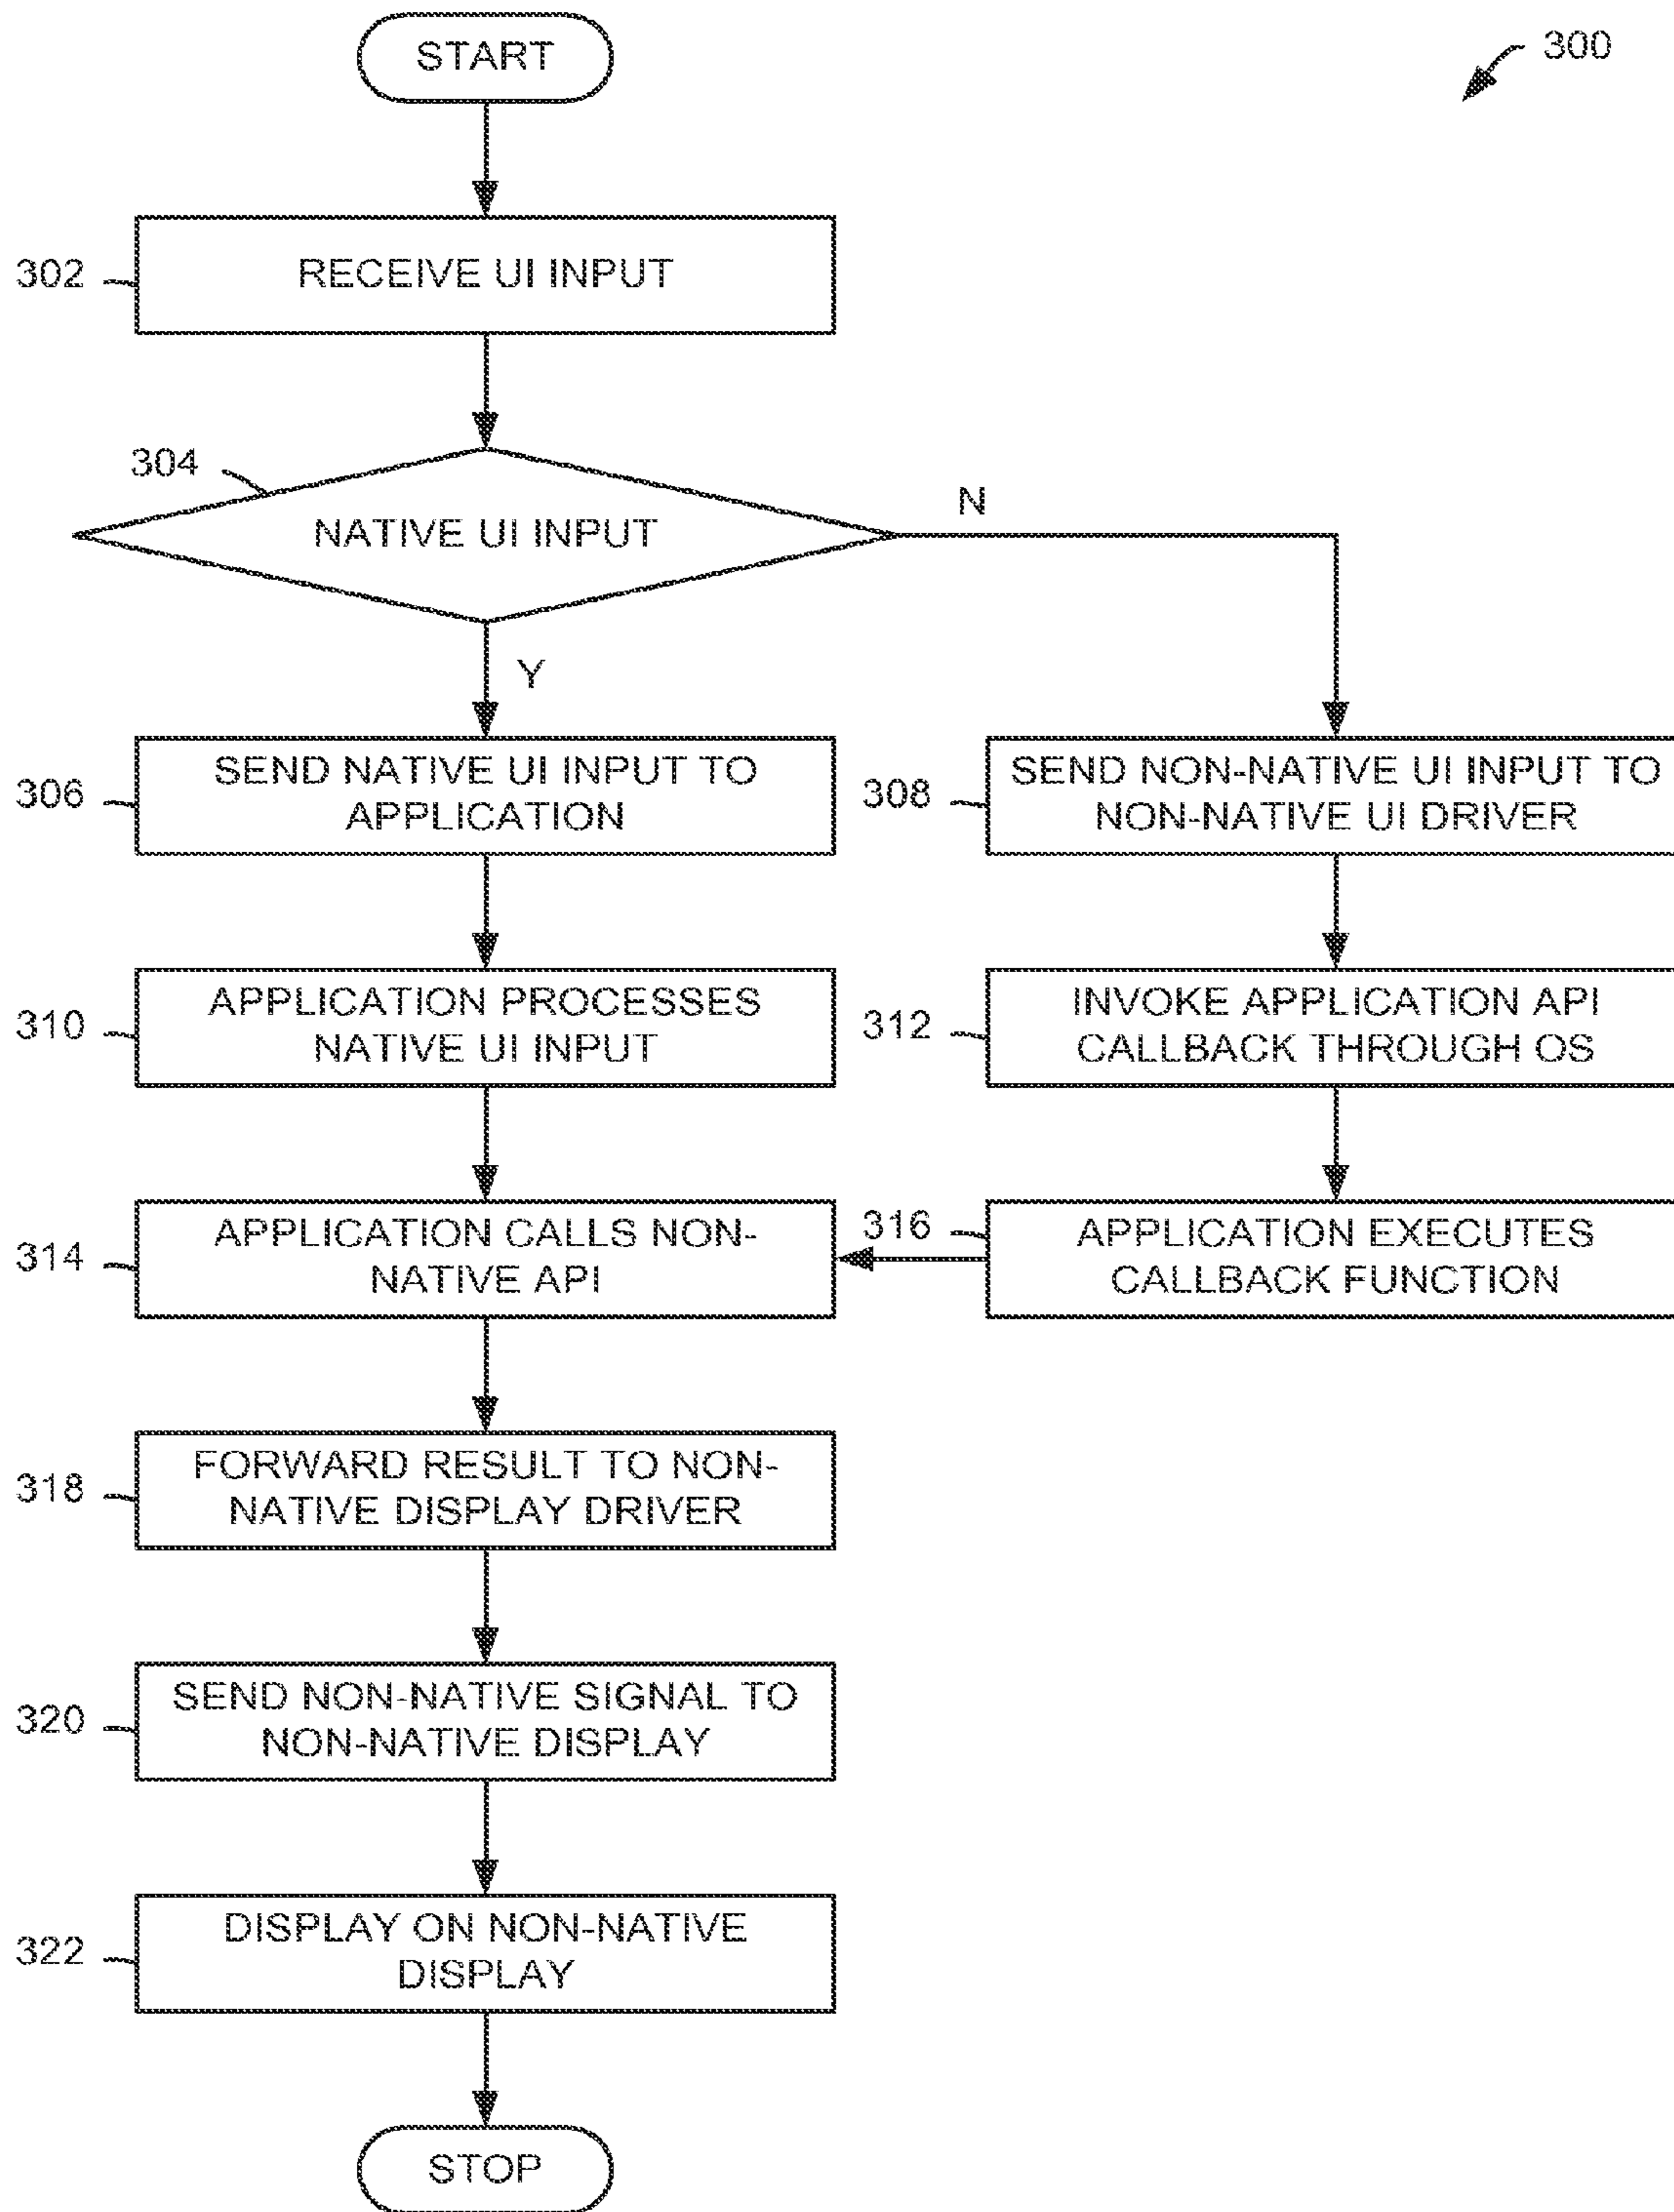 START
300
302
RECEIVE UI INPUT
304
NATIVE UI INPUT
N
Y
306
SEND NATIVE UI INPUT TO
APPLICATION
308
SEND NON-NATIVE UI INPUT TO
NON-NATIVE UI DRIVER
310
APPLICATION PROCESSES
NATIVE UI INPUT
312
INVOKE APPLICATION API
CALLBACK THROUGH OS
314
APPLICATION CALLS NON-
NATIVE API
316
APPLICATION EXECUTES
CALLBACK FUNCTION
318
FORWARD RESULT TO NON-
NATIVE DISPLAY DRIVER
320
SEND NON-NATIVE SIGNAL TO
NON-NATIVE DISPLAY
322
DISPLAY ON NON-NATIVE
DISPLAY
STOP